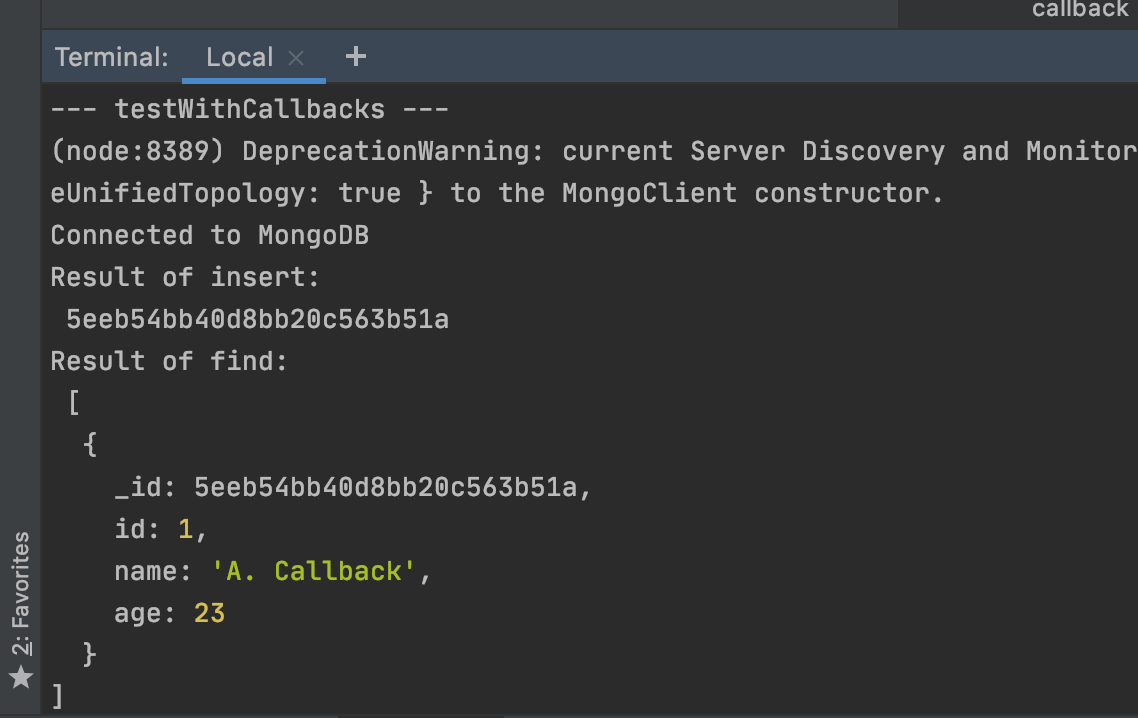 callback
Terminal: Local × +
--- testWithCallbacks ---
(node:8389) DeprecationWarning: current Server Discovery and Monitor
eUnifiedTopology: true } to the MongoClient constructor.
Connected to MongoDB
Result of insert:
5eeb54bb40d8bb20c563b51a
Result of find:
[
{
_id: 5eeb54bb40d8bb20c563b51a,
id: 1,
name: 'A. Callback',
age: 23
}
]
2: Favorites